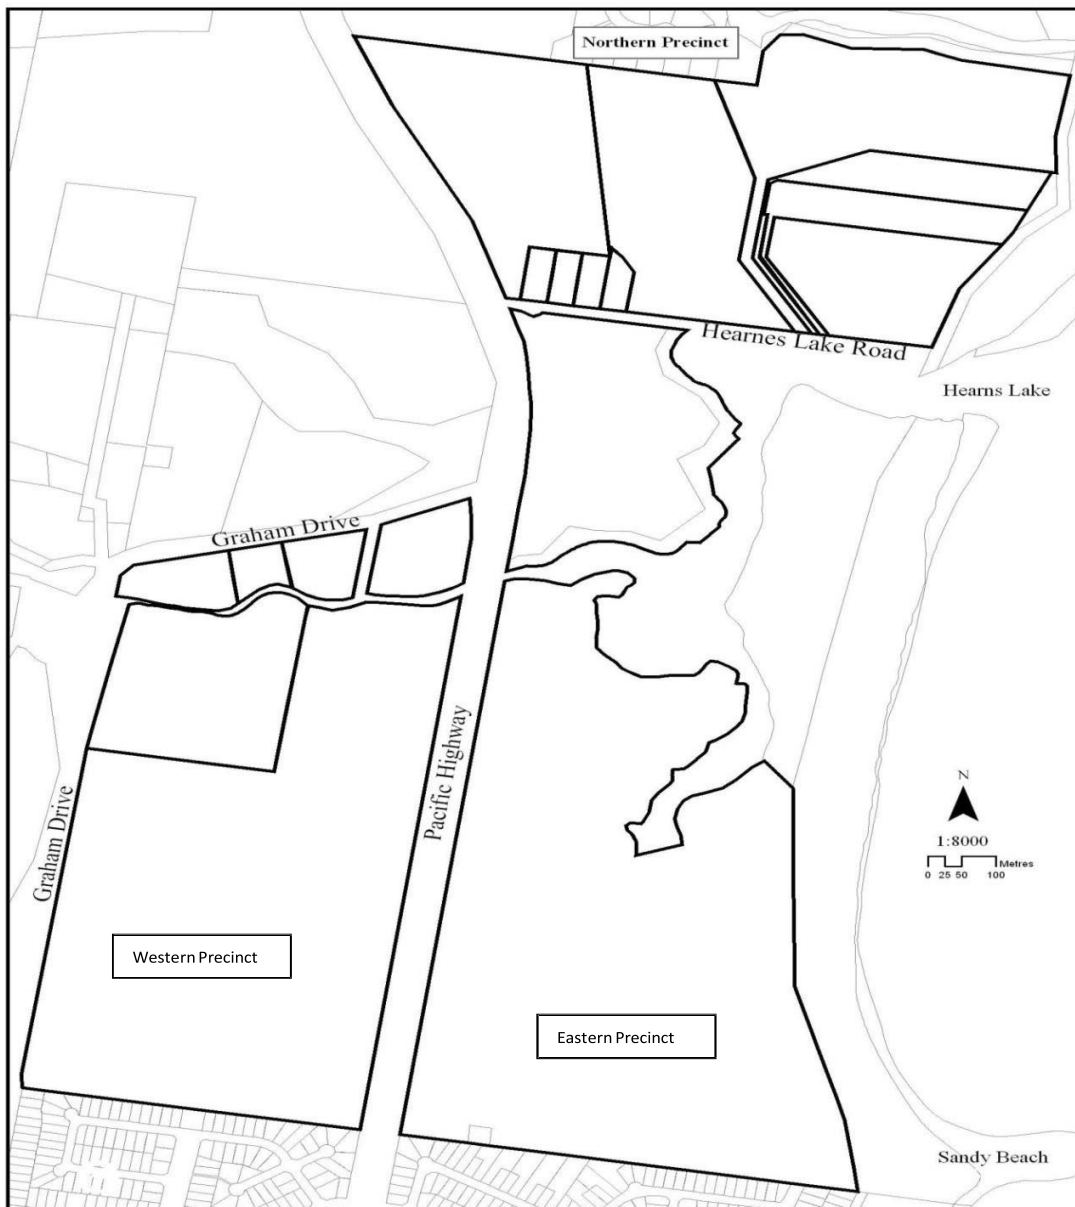 Northern Precinct
Hearnes Lake Road
Hearns Lake
Graham Drive
Pacific Highway
Graham Drive
N
1:8000
Metres
0 25 50 100
Western Precinct
Eastern Precinct
Sandy Beach